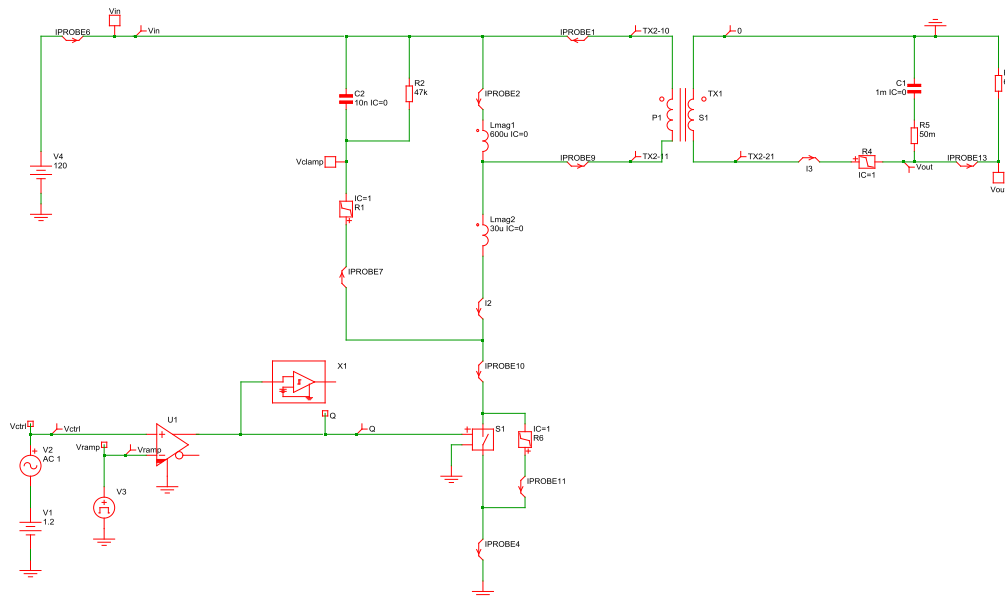 Vin
IPROBE6
Vin
IPROBE1
TX2-10
0
C2
10n IC=0
R2
47k
IPROBE2
Lmag1
600u IC=0
P1
TX1
S1
C1
1m IC=0
R5
50m
V4
120
Vclamp
IPROBE9
TX2-11
TX2-21
I3
R4
IC=1
Vout
IPROBE13
IC=1
R1
Lmag2
30u IC=0
IPROBE7
I2
X1
IPROBE10
Q
Vctrl
Vctrl
U1
Q
S1
IC=1
R6
Vramp
Vramp
V2
AC 1
V3
IPROBE11
V1
1.2
IPROBE4